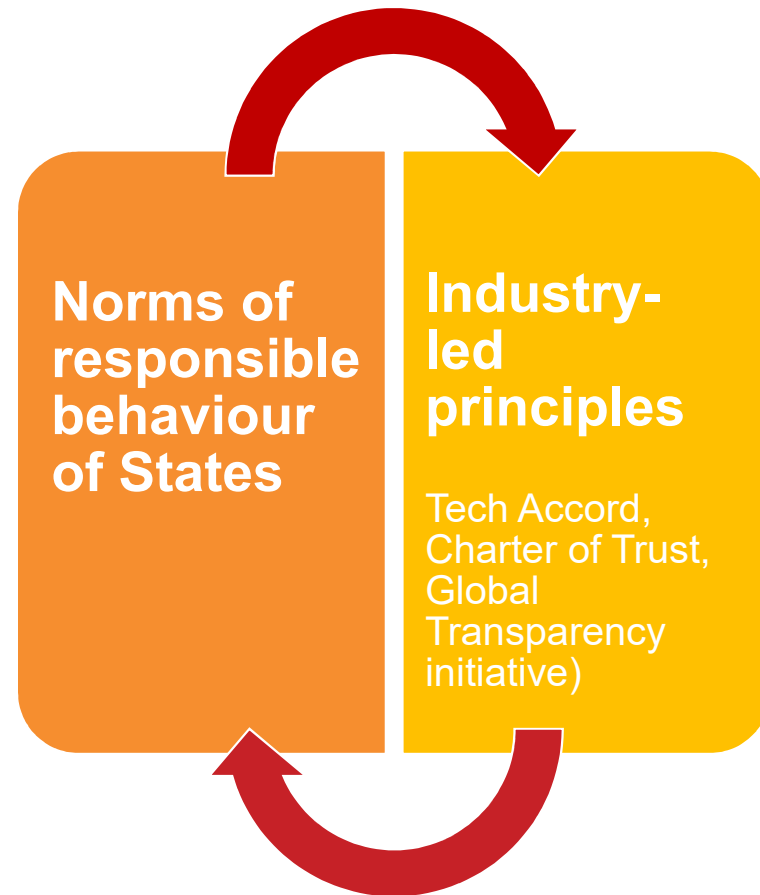 Norms of
responsible
behaviour
of States
Industry-
led
principles
Tech Accord,
Charter of Trust,
Global
Transparency
initiative)